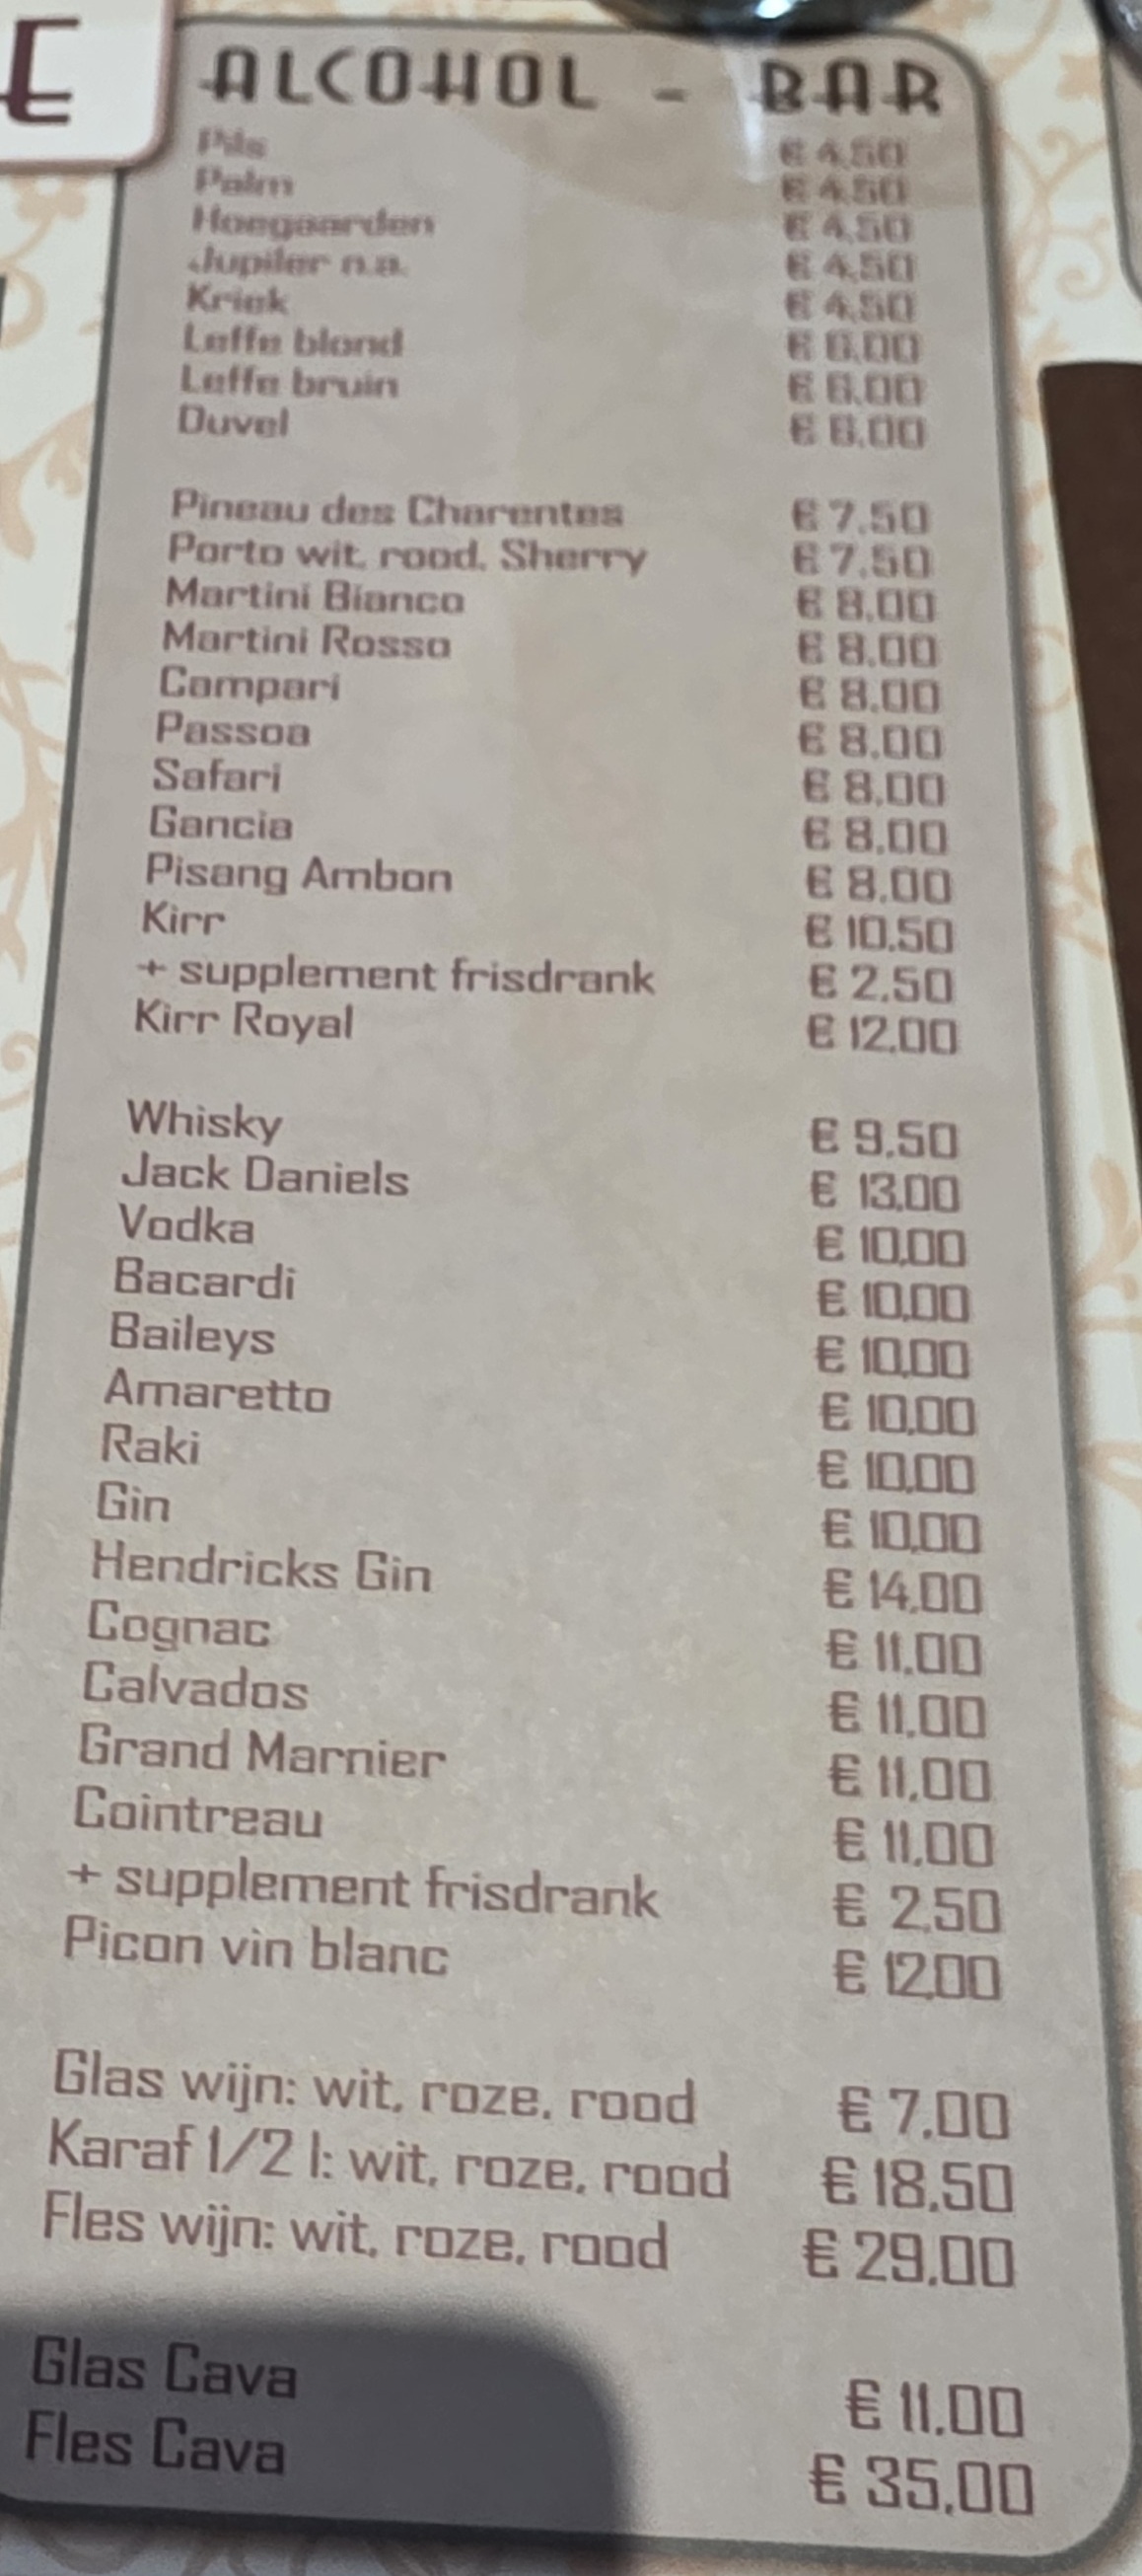 E
ALCOHOL - BAR
Pils € 4,50
Palm € 4,50
Hoegaarden € 4,50
Jupiler n.a. € 4,50
Kriek € 4,50
Leffe blond € 6,00
Leffe bruin € 6,00
Duvel € 6,00
Pineau des Charentes € 7,50
Porto wit, rood, Sherry € 7,50
Martini Bianco € 8,00
Martini Rosso € 8,00
Campari € 8,00
Passoa € 8,00
Safari € 8,00
Gancia € 8,00
Pisang Ambon € 8,00
Kirr € 10,50
+ supplement frisdrank € 2,50
Kirr Royal € 12,00
Whisky € 9,50
Jack Daniels € 13,00
Vodka € 10,00
Bacardi € 10,00
Baileys € 10,00
Amaretto € 10,00
Raki € 10,00
Gin € 10,00
Hendricks Gin € 14,00
Cognac € 11,00
Calvados € 11,00
Grand Marnier € 11,00
Cointreau € 11,00
+ supplement frisdrank € 2,50
Picon vin blanc € 12,00
Glas wijn: wit, roze, rood € 7,00
Karaf 1/2 l: wit, roze, rood € 18,50
Fles wijn: wit, roze, rood € 29,00
Glas Cava € 11,00
Fles Cava € 35,00